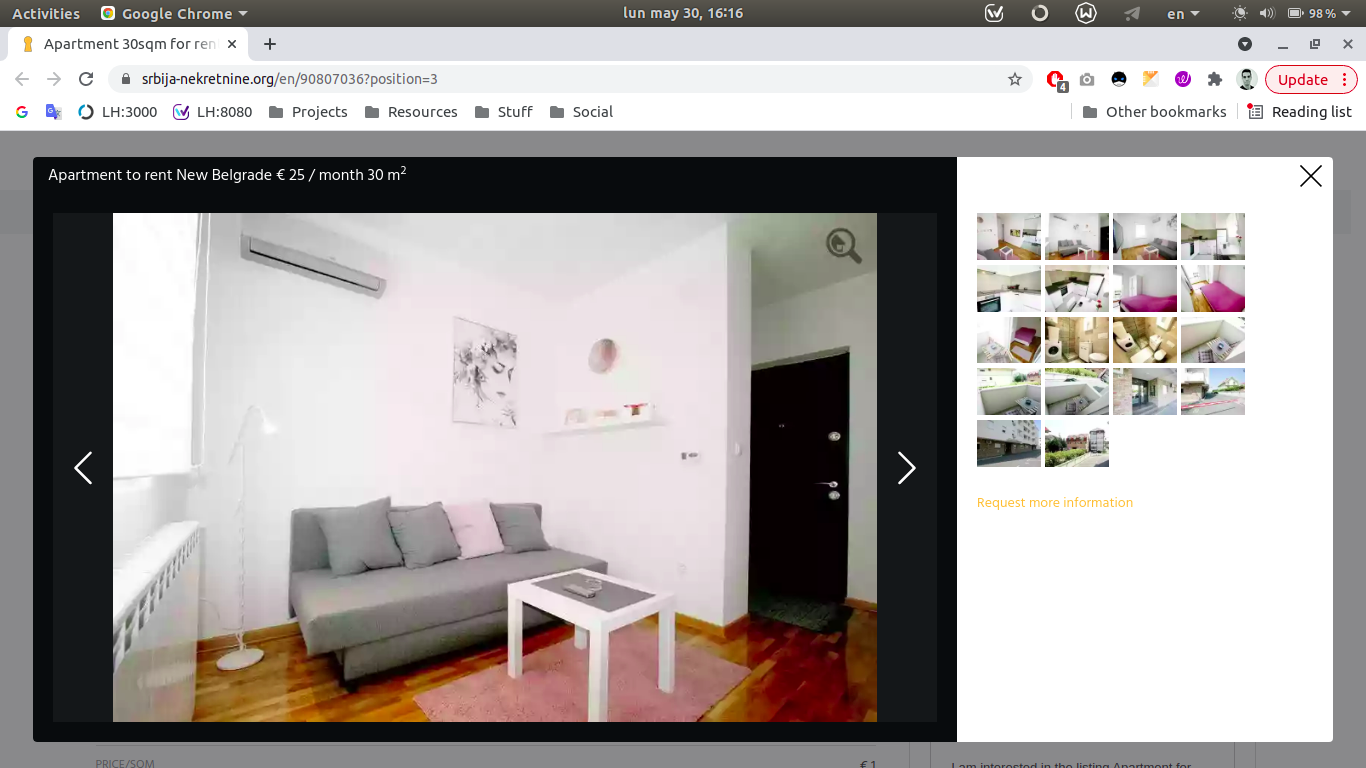 Activities
Google Chrome
lun may 30, 16:16
en
98 %
Apartment 30sqm for ren
srbija-nekretnine.org/en/90807036?position=3
4
Update
LH:3000
LH:8080
Projects
Resources
Stuff
Social
Other bookmarks
Reading list
Apartment to rent New Belgrade € 25 / month 30 m²
Request more information
PRICE/SQM
€ 1
I am interested in the listing Apartment for